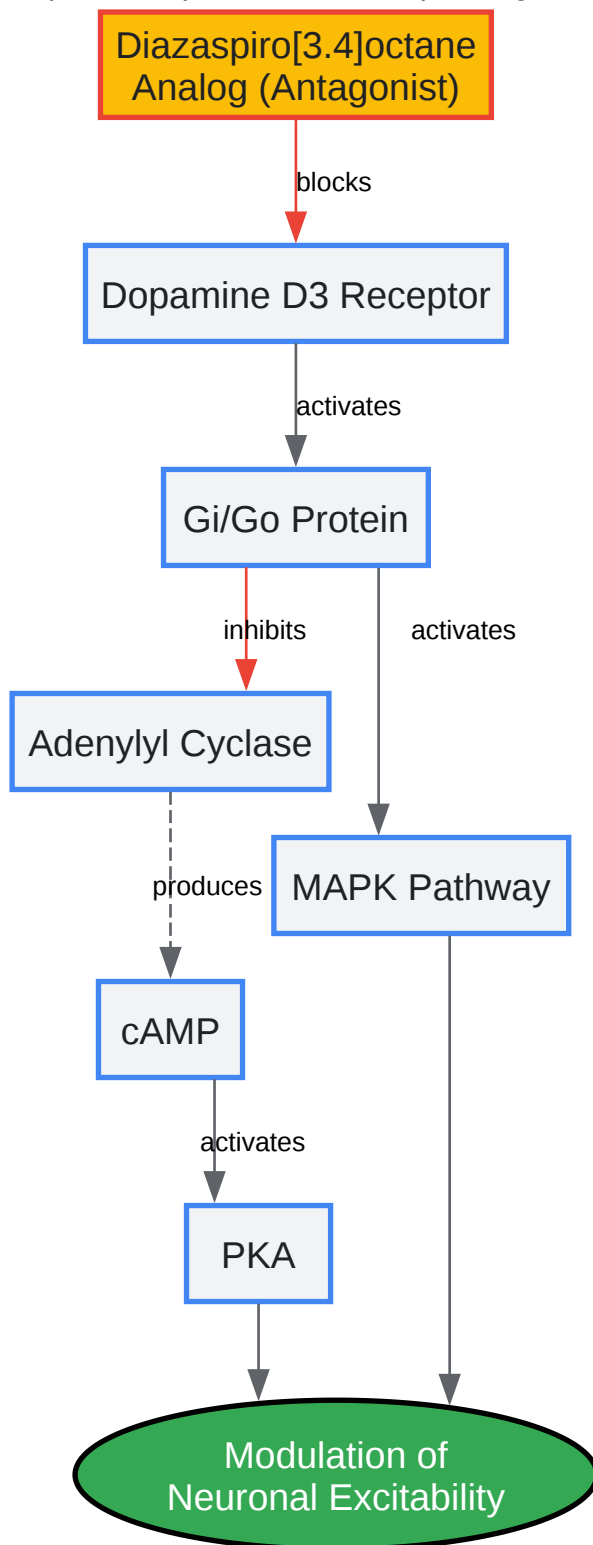 Diazaspiro[3.4]octane
Analog (Antagonist)
blocks
Dopamine D3 Receptor
activates
Gi/Go Protein
inhibits
activates
Adenylyl Cyclase
produces
MAPK Pathway
cAMP
activates
PKA
Modulation of
Neuronal Excitability